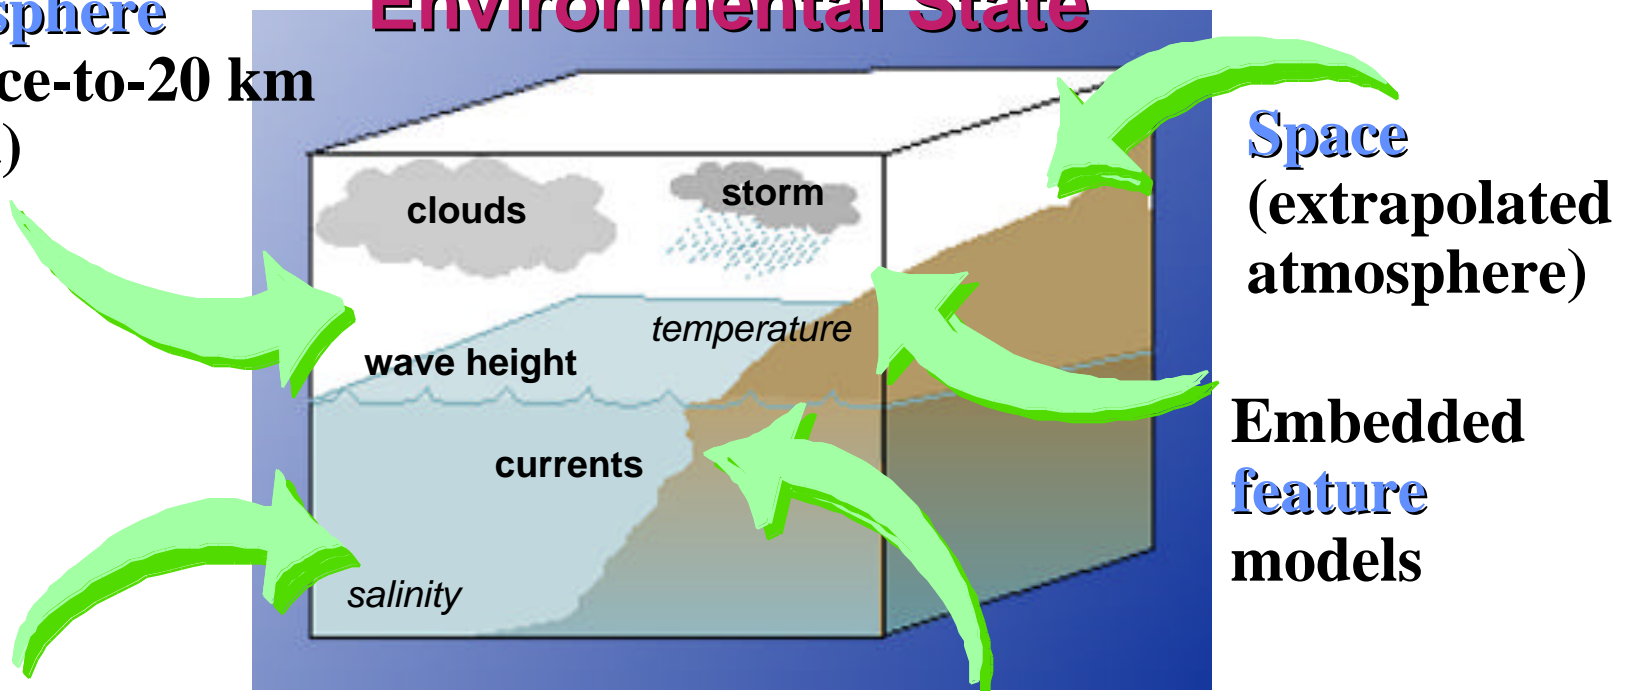 Environmental State
sphere
ce-to-20 km
)
clouds
storm
temperature
wave height
currents
salinity
Space
(extrapolated
atmosphere)
Embedded
feature
models